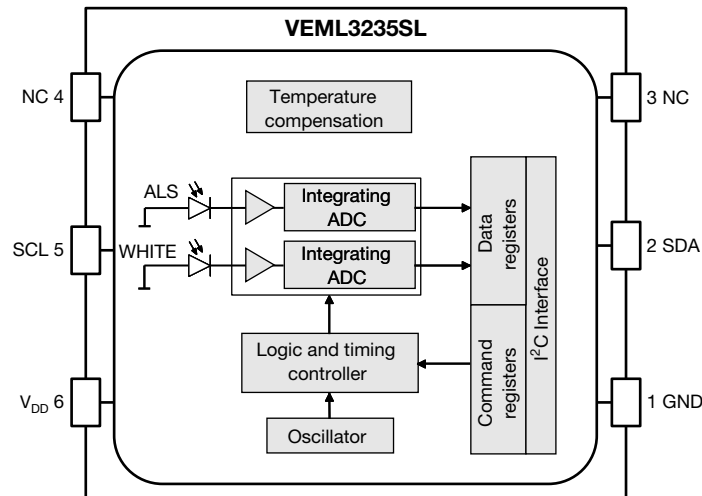 VEML3235SL
NC 4
3 NC
Temperature
compensation
ALS
Integrating
ADC
SCL 5
WHITE
Integrating
ADC
Data
registers
I²C Interface
2 SDA
Logic and timing
controller
Command
registers
V_DD 6
1 GND
Oscillator